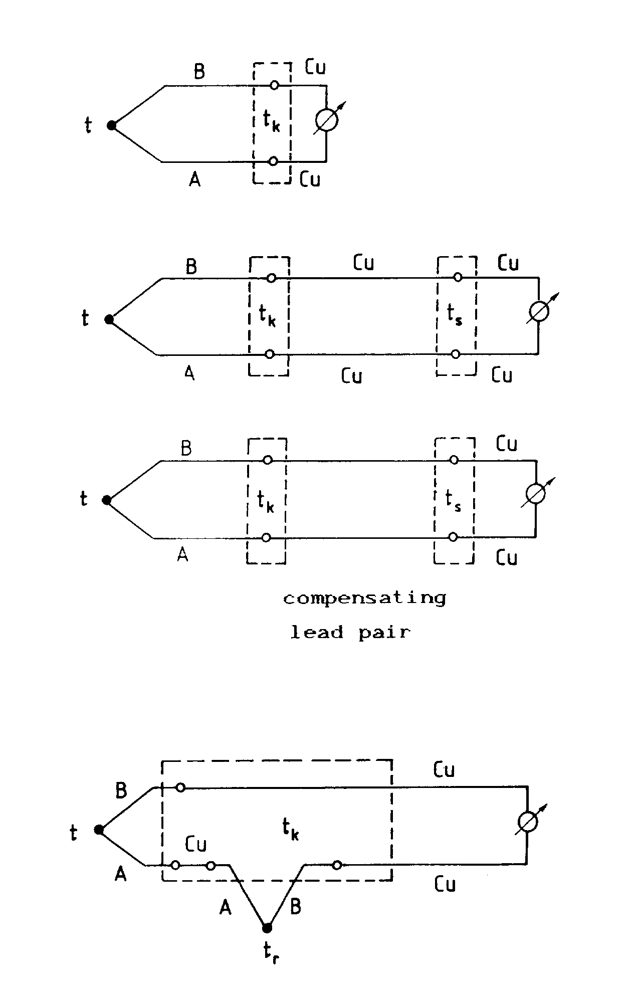 B Cu
t t_k
A Cu
B Cu Cu
t t_k t_s
A Cu Cu
B Cu
t t_k t_s
A Cu
compensating
lead pair
Cu
B
t t_k
Cu
A Cu
A B
t_r